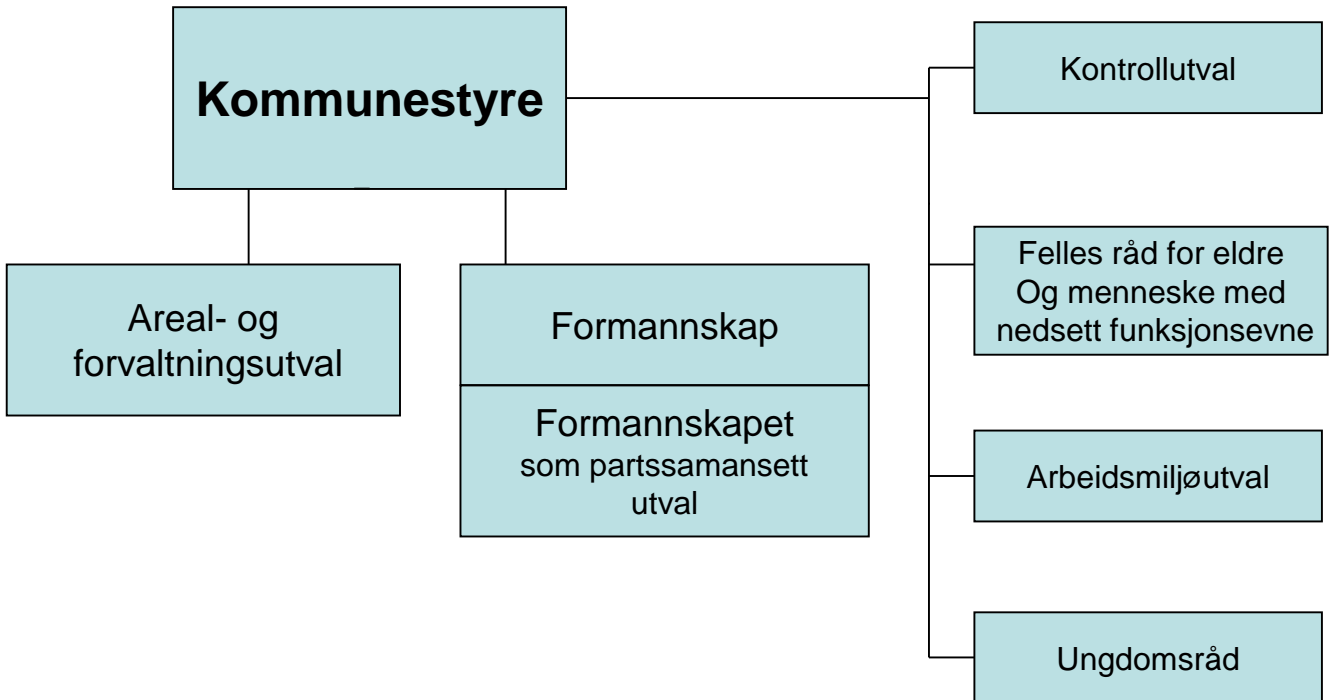 Kommunestyre
Kontrollutval
Felles råd for eldre
Og menneske med
nedsett funksjonsevne
Areal- og
forvaltningsutval
Formannskap
Formannskapet
som partssamansett
utval
Arbeidsmiljøutval
Ungdomsråd